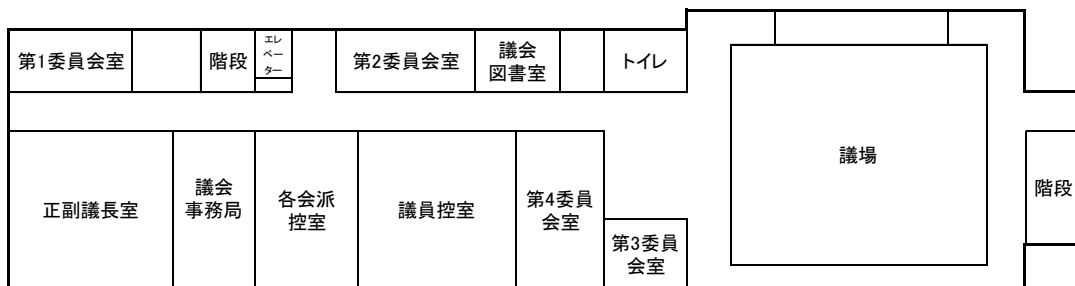 第1委員会室
階段
エレ
ベー
ター
第2委員会室
議会
図書室
トイレ
議場
正副議長室
議会
事務局
各会派
控室
議員控室
第4委員
会室
第3委員
会室
階段